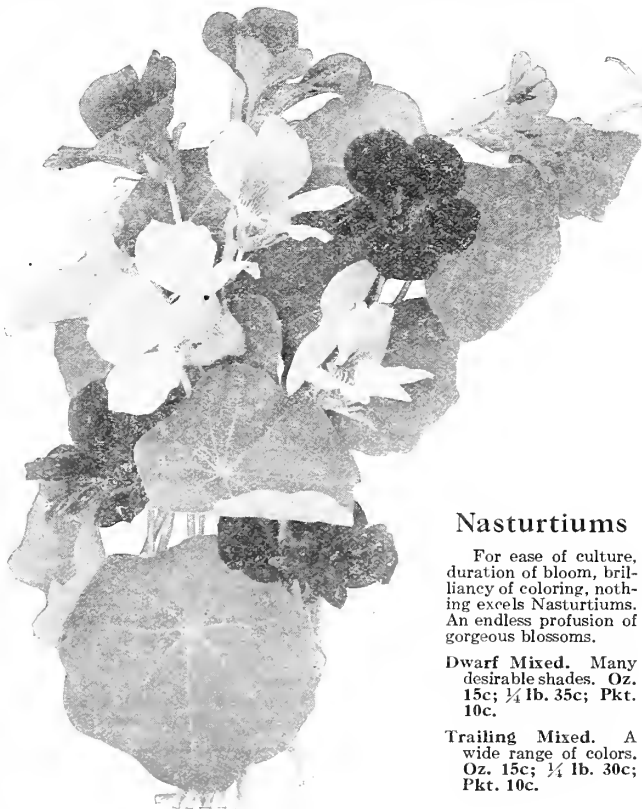 Nasturtiums
For ease of culture,
duration of bloom, bril-
liancy of coloring, noth-
ing excels Nasturtiums.
An endless profusion of
gorgeous blossoms.
Dwarf Mixed. Many
desirable shades. Oz.
15c; ¼ lb. 35c; Pkt.
10c.
Trailing Mixed. A
wide range of colors.
Oz. 15c; ¼ lb. 30c;
Pkt. 10c.